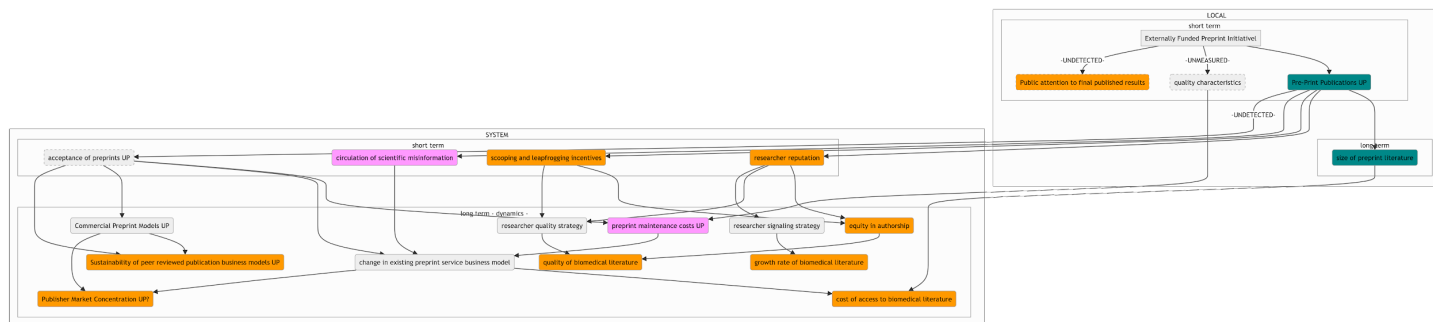 LOCAL
short term
Externally Funded Preprint Initiativel
-UNDETECTED-
-UNMEASURED-
Public attention to final published results
quality characteristics
Pre-Print Publications UP
-UNDETECTED-
SYSTEM
short term
long term
acceptance of preprints UP
circulation of scientific misinformation
scooping and leapfrogging incentives
researcher reputation
size of preprint literature
long term - dynamics -
Commercial Preprint Models UP
researcher quality strategy
preprint maintenance costs UP
researcher signaling strategy
equity in authorship
Sustainability of peer reviewed publication business models UP
change in existing preprint service business model
quality of biomedical literature
growth rate of biomedical literature
Publisher Market Concentration UP?
cost of access to biomedical literature